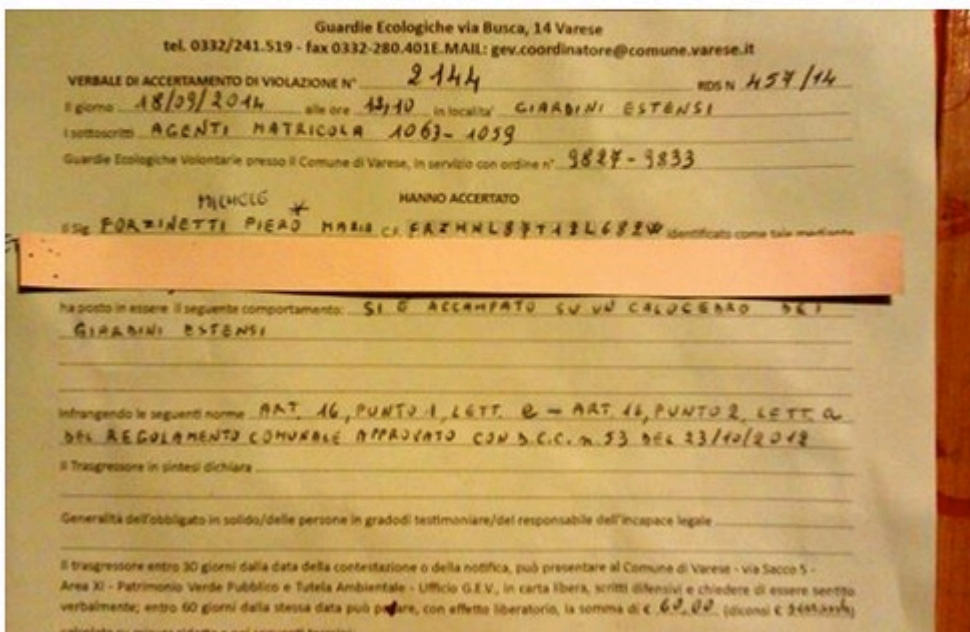 Guardie Ecologiche via Busca, 14 Varese
tel. 0332/241.519 - fax 0332-280.401E.MAIL: gev.coordinatore@comune.varese.it
VERBALE DI ACCERTAMENTO DI VIOLAZIONE N° 2144 RDS N 457/14
Il giorno 18/09/2014 alle ore 13,10 in localita' GIARDINI ESTENSI
I sottoscritti AGENTI MATRICOLA 1063-1059
Guardie Ecologiche Volontarie presso il Comune di Varese, in servizio con ordine n° 9827-9833
HANNO ACCERTATO
MICHELE *
Il Sig. FORZINETTI PIERO MARIA C.F. identificato come tale mediante
ha posto in essere il seguente comportamento: SI È ACCAMPATO SU UN CALOCEDRO DEI
GIARDINI ESTENSI
Infrangendo le seguenti norme ART. 16, PUNTO 1, LETT. e - ART. 16, PUNTO 2, LETT. a
DEL REGOLAMENTO COMUNALE APPROVATO CON D.C.C. n. 53 DEL 23/10/2012
Il Trasgressore in sintesi dichiara
Generalità dell'obbligato in solido/delle persone in gradodi testimoniare/del responsabile dell'incapace legale
Il trasgressore entro 30 giorni dalla data della contestazione o della notifica, può presentare al Comune di Varese - via Sacco 5 -
Area XI - Patrimonio Verde Pubblico e Tutela Ambientale - Ufficio G.E.V., in carta libera, scritti difensivi e chiedere di essere sentito
verbalmente; entro 60 giorni dalla stessa data può pagare, con effetto liberatorio, la somma di € 60,00 (diconsi € sessanta)